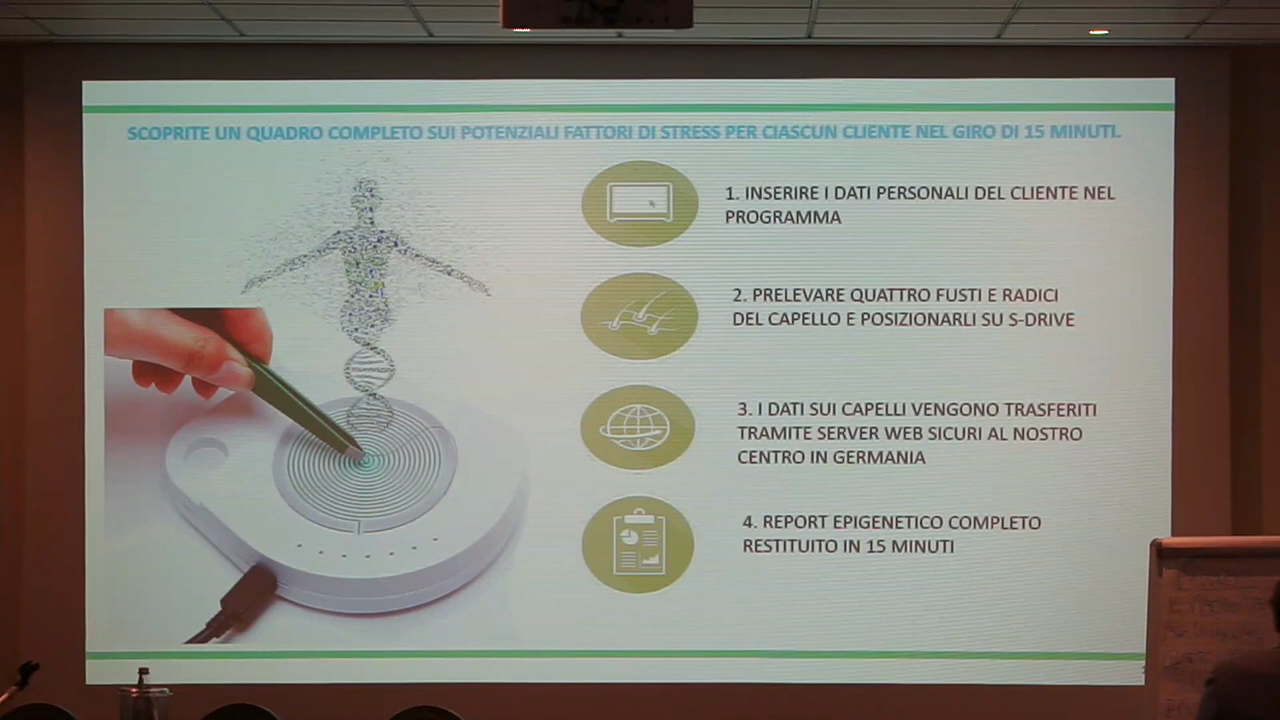 SCOPRITE UN QUADRO COMPLETO SUI POTENZIALI FATTORI DI STRESS PER CIASCUN CLIENTE NEL GIRO DI 15 MINUTI.
1. INSERIRE I DATI PERSONALI DEL CLIENTE NEL
PROGRAMMA
2. PRELEVARE QUATTRO FUSTI E RADICI
DEL CAPELLO E POSIZIONARLI SU S-DRIVE
3. I DATI SUI CAPELLI VENGONO TRASFERITI
TRAMITE SERVER WEB SICURI AL NOSTRO
CENTRO IN GERMANIA
4. REPORT EPIGENETICO COMPLETO
RESTITUITO IN 15 MINUTI